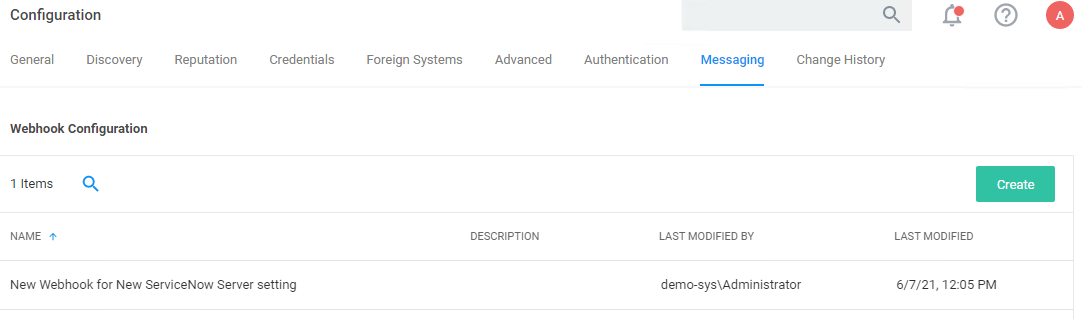 Configuration
A
General Discovery Reputation Credentials Foreign Systems Advanced Authentication Messaging Change History
Webhook Configuration
1 Items Create
NAME DESCRIPTION LAST MODIFIED BY LAST MODIFIED
New Webhook for New ServiceNow Server setting demo-sys\Administrator 6/7/21, 12:05 PM